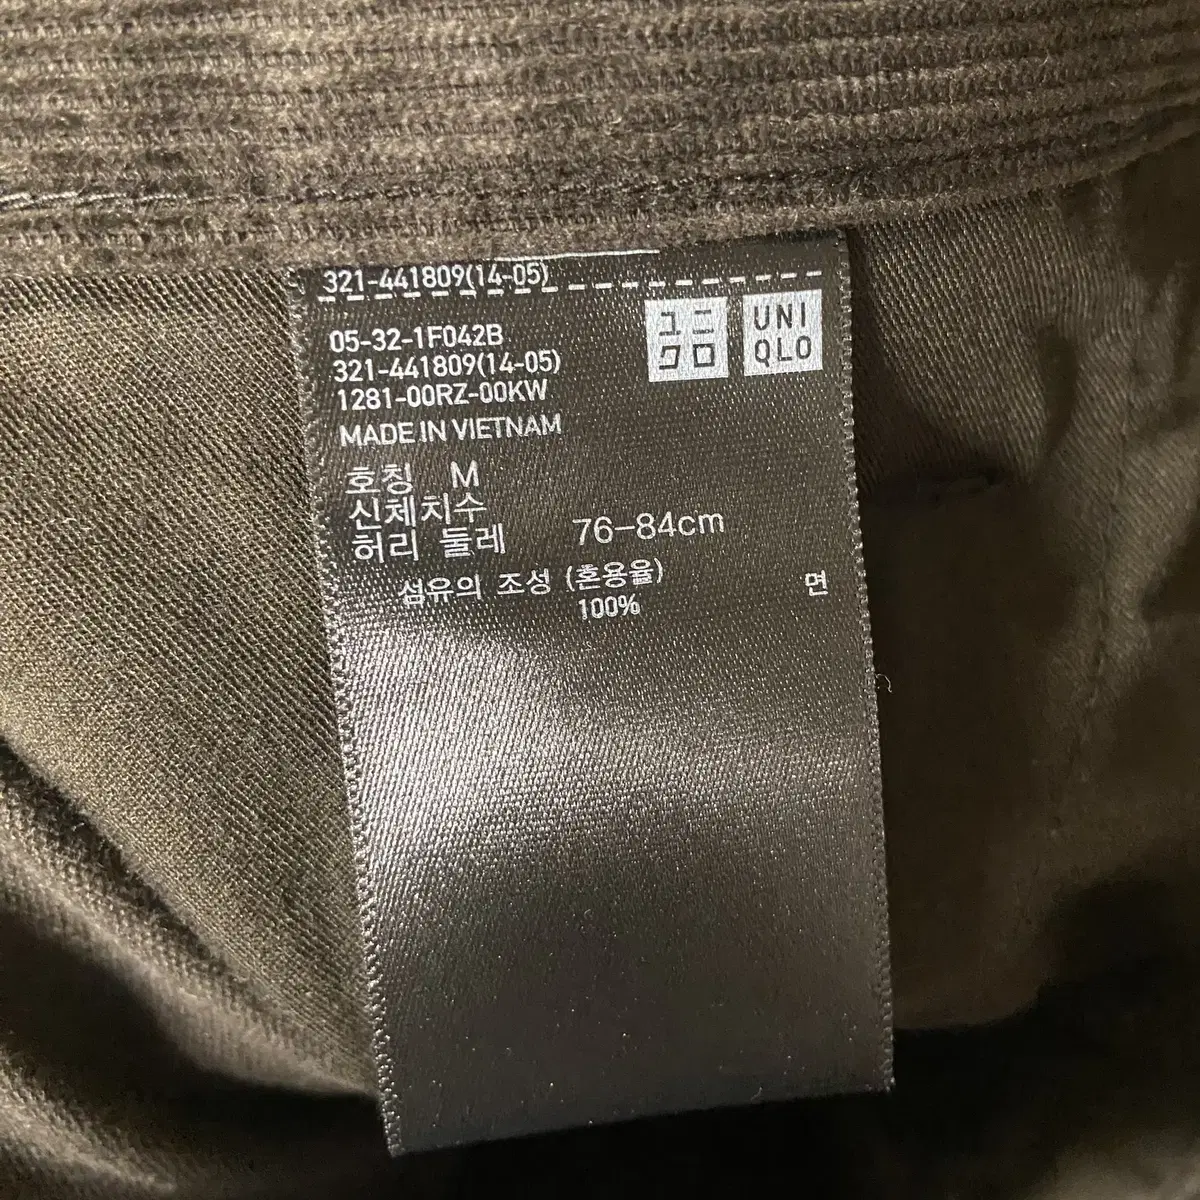 321-441809(14-05)
ユニ
クロ
UNI
QLO
05-32-1F042B
321-441809(14-05)
1281-00RZ-00KW
MADE IN VIETNAM
호칭 M
신체치수
허리 둘레 76-84cm
섬유의 조성 (혼용율) 면
100%